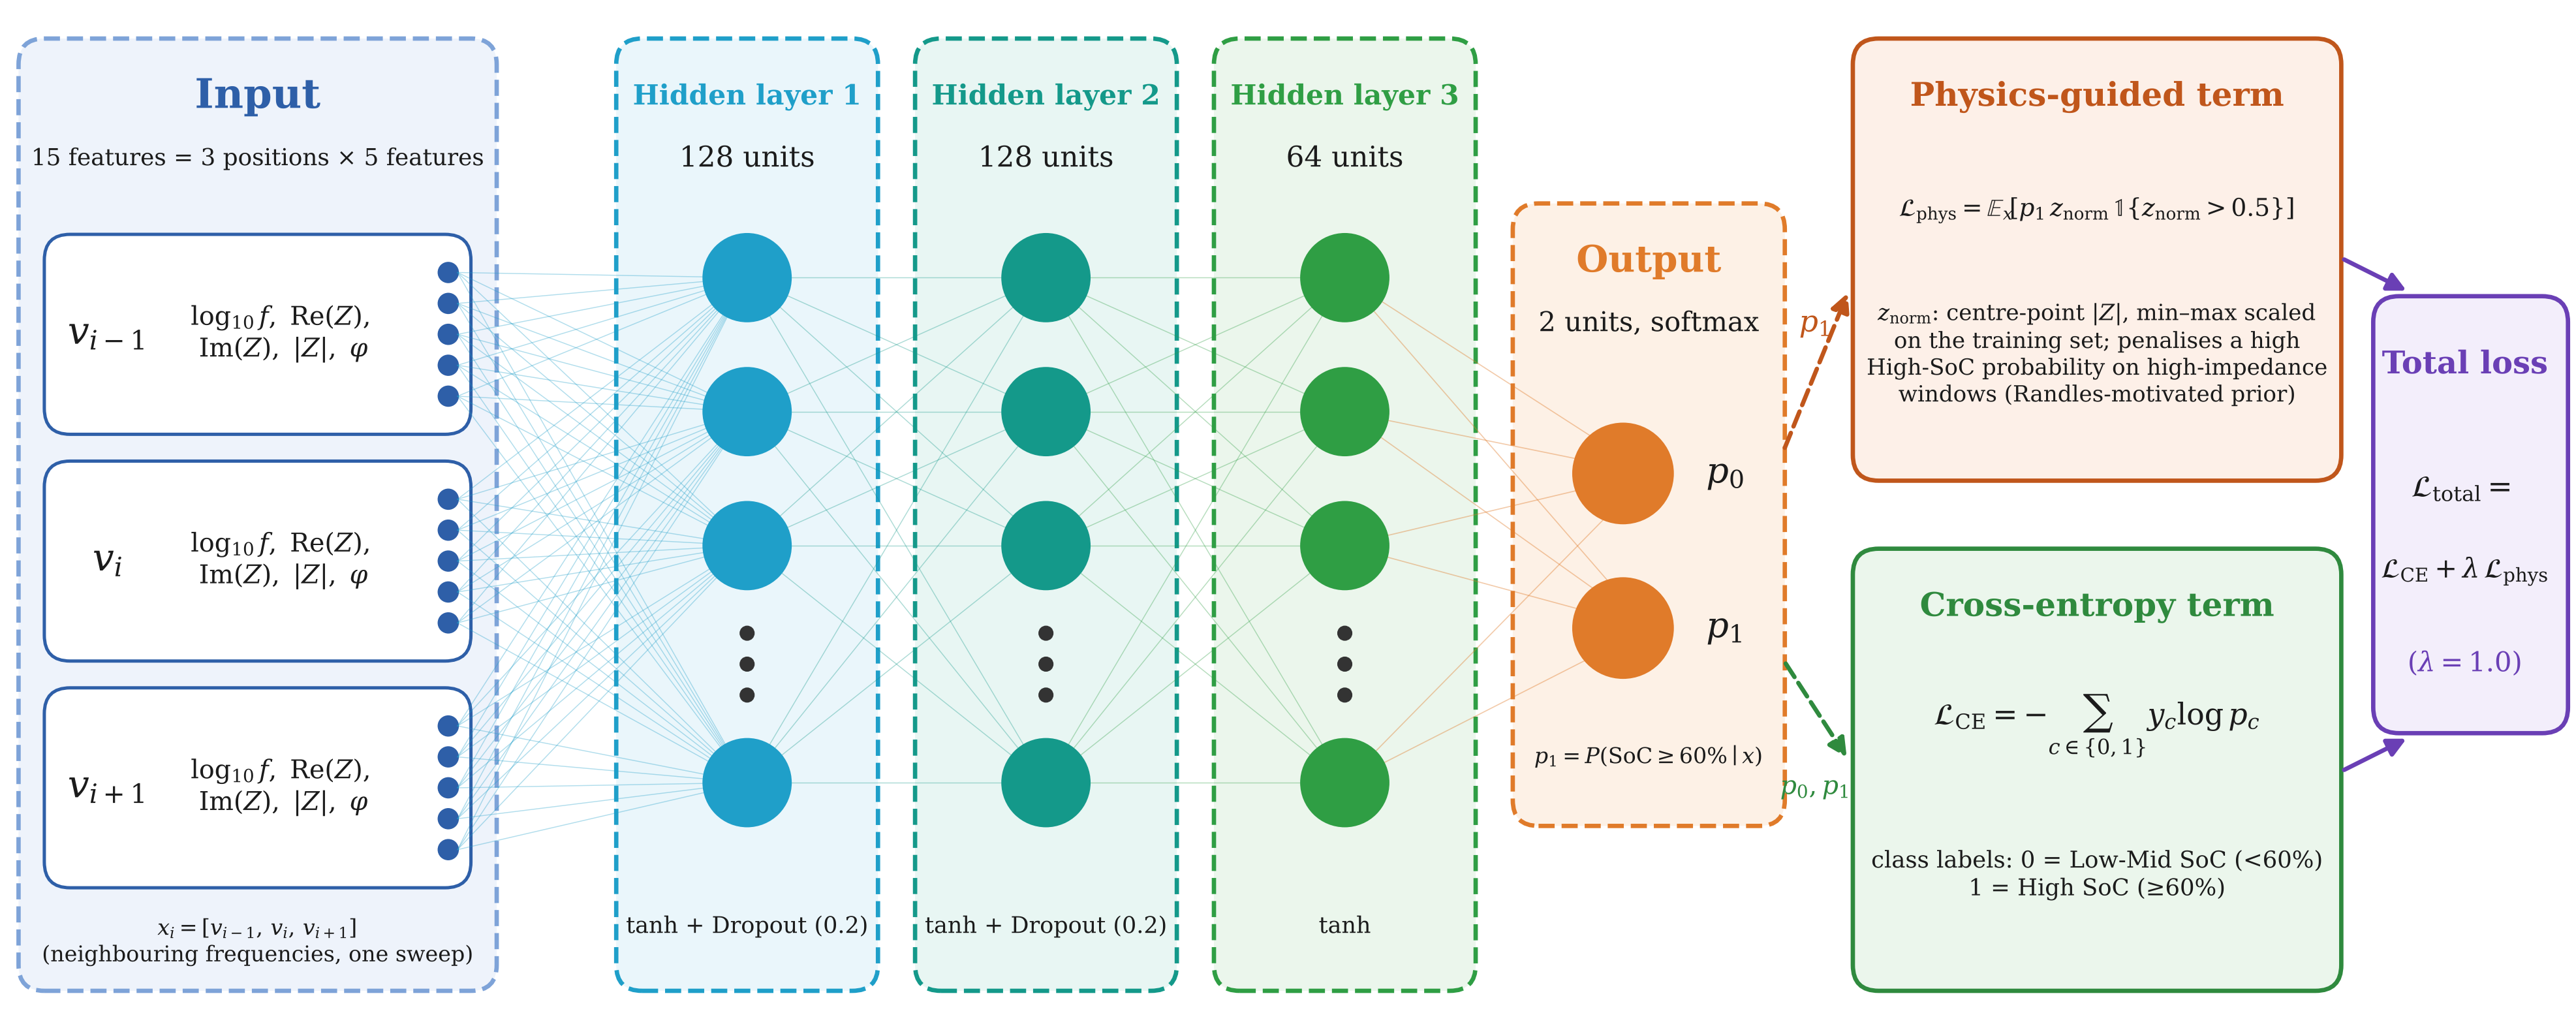 Input
15 features = 3 positions × 5 features
v_{i−1}
log₁₀ f, Re(Z),
Im(Z), |Z|, φ
v_i
log₁₀ f, Re(Z),
Im(Z), |Z|, φ
v_{i+1}
log₁₀ f, Re(Z),
Im(Z), |Z|, φ
x_i = [v_{i−1}, v_i, v_{i+1}]
(neighbouring frequencies, one sweep)
Hidden layer 1
128 units
tanh + Dropout (0.2)
Hidden layer 2
128 units
tanh + Dropout (0.2)
Hidden layer 3
64 units
tanh
Output
2 units, softmax
p₀
p₁
p₁ = P(SoC ≥ 60% | x)
p₁
p₀, p₁
Physics-guided term
ℒ_phys = 𝔼_x[p₁ z_norm 𝟙{z_norm > 0.5}]
z_norm: centre-point |Z|, min–max scaled
on the training set; penalises a high
High-SoC probability on high-impedance
windows (Randles-motivated prior)
Cross-entropy term
ℒ_CE = − ∑_{c ∈ {0, 1}} y_c log p_c
class labels: 0 = Low-Mid SoC (<60%)
1 = High SoC (≥60%)
Total loss
ℒ_total =
ℒ_CE + λ ℒ_phys
(λ = 1.0)